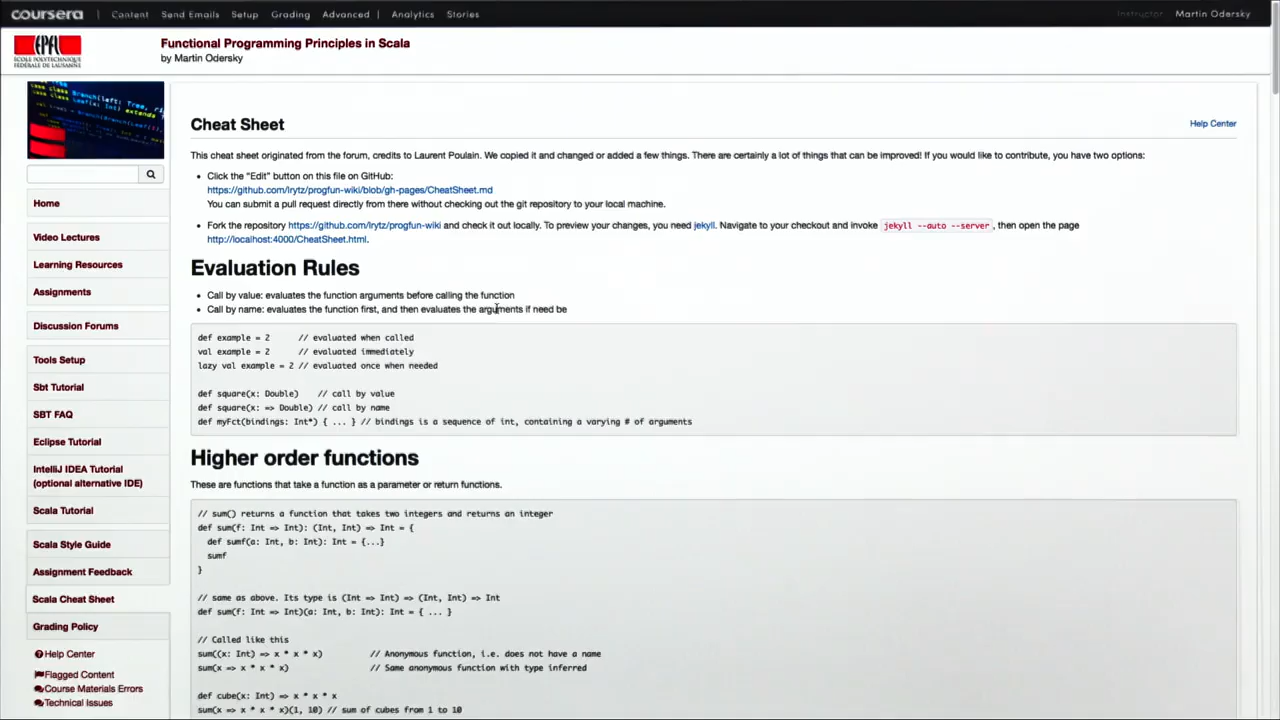 coursera | Content Send Emails Setup Grading Advanced | Analytics Stories Instructor Martin Odersky
EPFL
ÉCOLE POLYTECHNIQUE
FÉDÉRALE DE LAUSANNE
Functional Programming Principles in Scala
by Martin Odersky
Home
Video Lectures
Learning Resources
Assignments
Discussion Forums
Tools Setup
Sbt Tutorial
SBT FAQ
Eclipse Tutorial
IntelliJ IDEA Tutorial
(optional alternative IDE)
Scala Tutorial
Scala Style Guide
Assignment Feedback
Scala Cheat Sheet
Grading Policy
Help Center
Flagged Content
Course Materials Errors
Technical Issues
Cheat Sheet
Help Center
This cheat sheet originated from the forum, credits to Laurent Poulain. We copied it and changed or added a few things. There are certainly a lot of things that can be improved! If you would like to contribute, you have two options:
• Click the "Edit" button on this file on GitHub:
https://github.com/lrytz/progfun-wiki/blob/gh-pages/CheatSheet.md
You can submit a pull request directly from there without checking out the git repository to your local machine.
• Fork the repository https://github.com/lrytz/progfun-wiki and check it out locally. To preview your changes, you need jekyll. Navigate to your checkout and invoke jekyll --auto --server, then open the page
http://localhost:4000/CheatSheet.html.
Evaluation Rules
• Call by value: evaluates the function arguments before calling the function
• Call by name: evaluates the function first, and then evaluates the arguments if need be
def example = 2 // evaluated when called
val example = 2 // evaluated immediately
lazy val example = 2 // evaluated once when needed
def square(x: Double) // call by value
def square(x: => Double) // call by name
def myFct(bindings: Int*) { ... } // bindings is a sequence of int, containing a varying # of arguments
Higher order functions
These are functions that take a function as a parameter or return functions.
// sum() returns a function that takes two integers and returns an integer
def sum(f: Int => Int): (Int, Int) => Int = {
def sumf(a: Int, b: Int): Int = {...}
sumf
}
// same as above. Its type is (Int => Int) => (Int, Int) => Int
def sum(f: Int => Int)(a: Int, b: Int): Int = { ... }
// Called like this
sum((x: Int) => x * x * x) // Anonymous function, i.e. does not have a name
sum(x => x * x * x) // Same anonymous function with type inferred
def cube(x: Int) => x * x * x
sum(x => x * x * x)(1, 10) // sum of cubes from 1 to 10